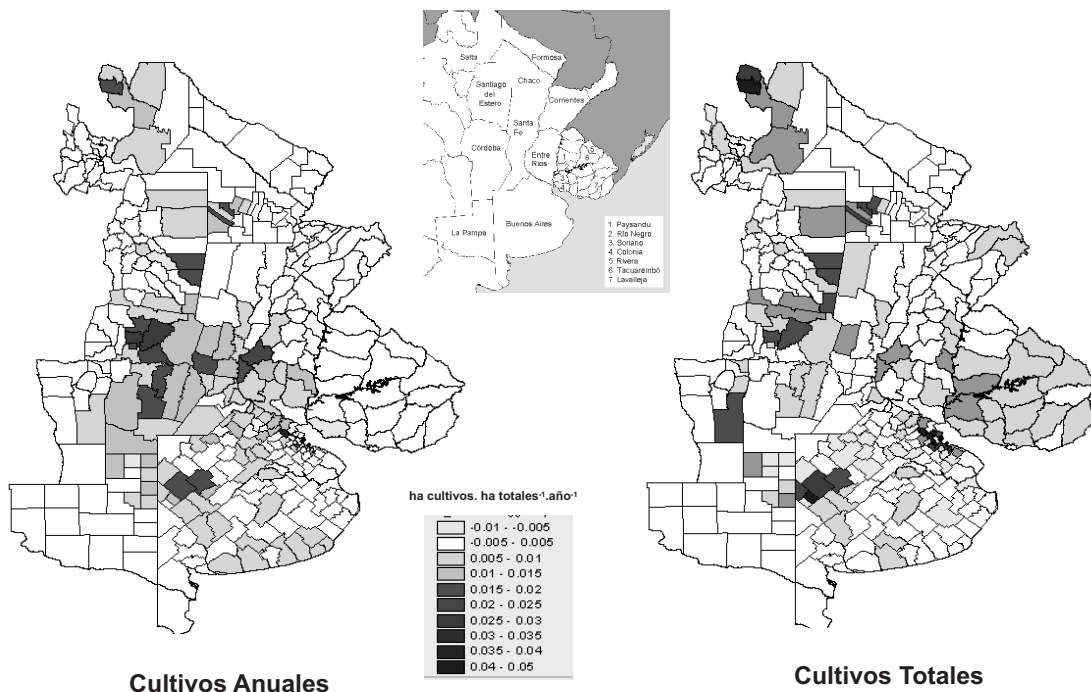 Salta
Formosa
Chaco
Santiago
del
Estero
Corrientes
Santa
Fe
Córdoba
Entre
Ríos
1
5
6
La Pampa
Buenos Aires
1. Paysandú
2. Río Negro
3. Soriano
4. Colonia
5. Rivera
6. Tacuarembó
7. Lavalleja
ha cultivos. ha totales⁻¹.año⁻¹
-0.01 - -0.005
-0.005 - 0.005
0.005 - 0.01
0.01 - 0.015
0.015 - 0.02
0.02 - 0.025
0.025 - 0.03
0.03 - 0.035
0.035 - 0.04
0.04 - 0.05
Cultivos Anuales
Cultivos Totales